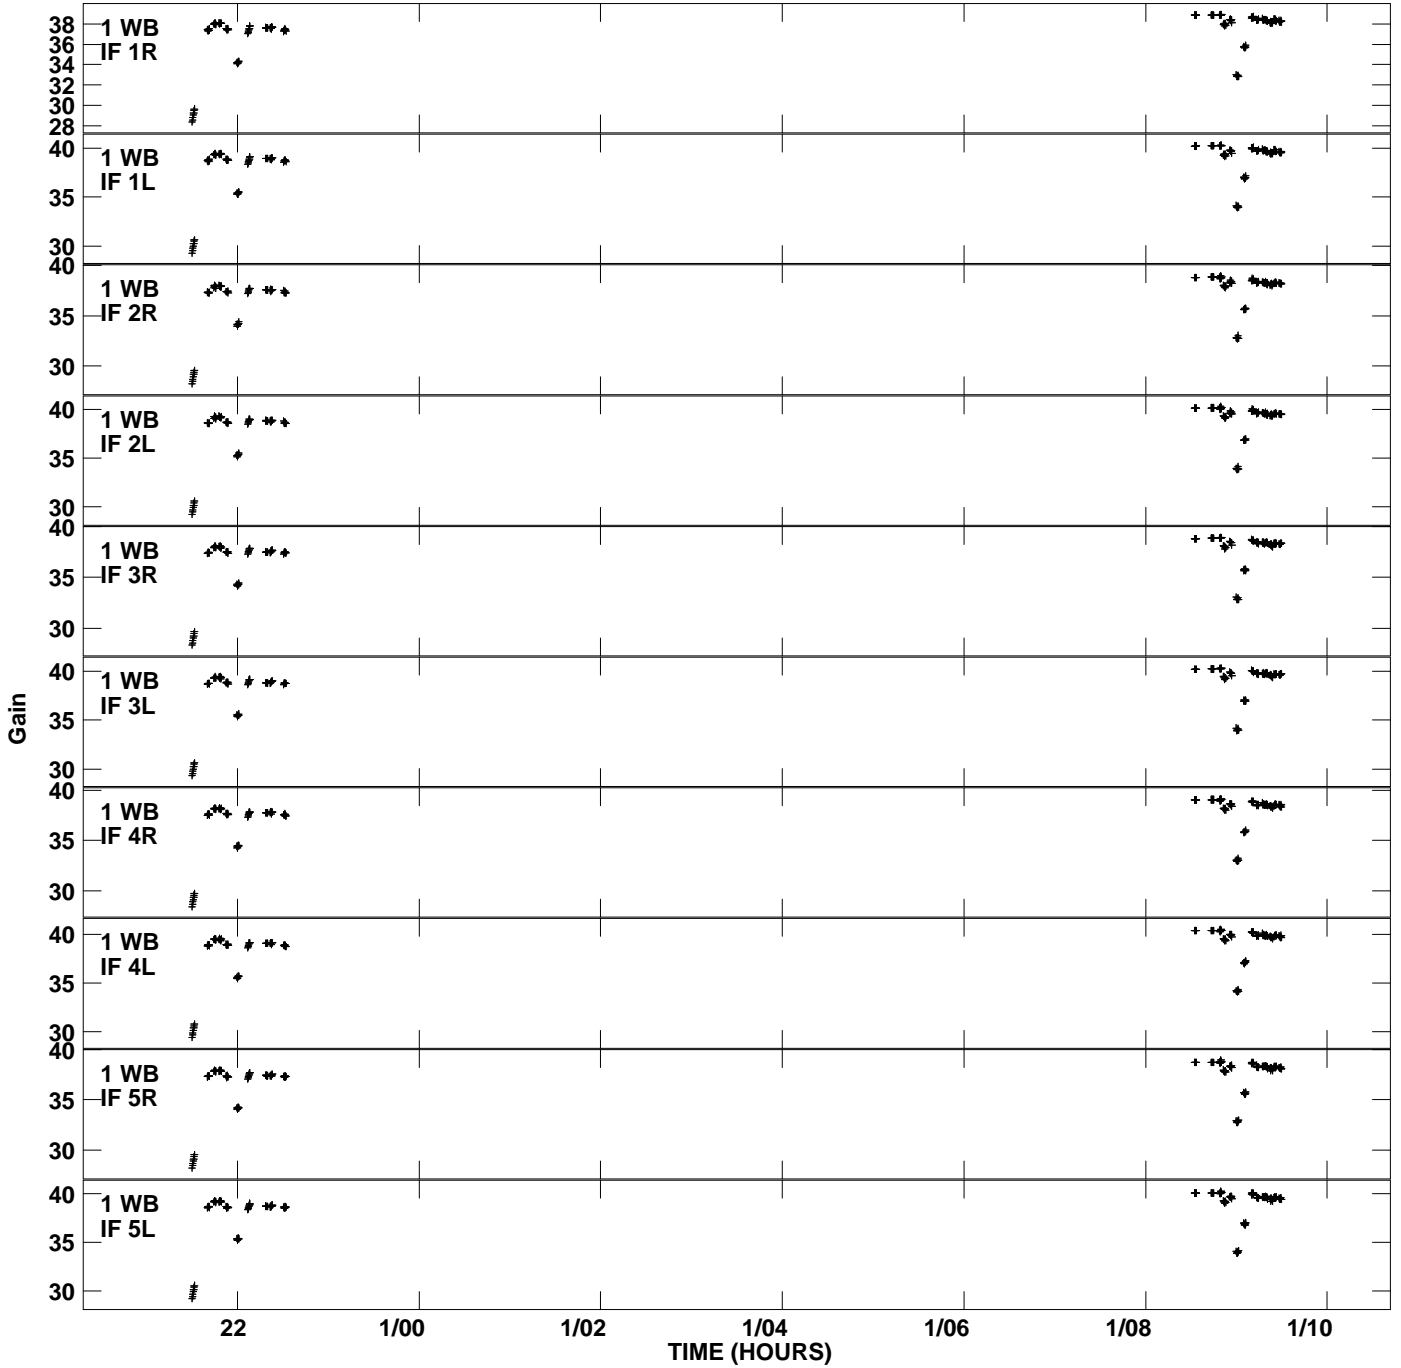 38
36
34
32
30
28
1 WB
IF 1R
40
35
30
1 WB
IF 1L
40
35
30
1 WB
IF 2R
40
35
30
1 WB
IF 2L
40
35
30
1 WB
IF 3R
40
35
30
1 WB
IF 3L
40
35
30
1 WB
IF 4R
40
35
30
1 WB
IF 4L
40
35
30
1 WB
IF 5R
40
35
30
1 WB
IF 5L
Gain
22 1/00 1/02 1/04 1/06 1/08 1/10
TIME (HOURS)